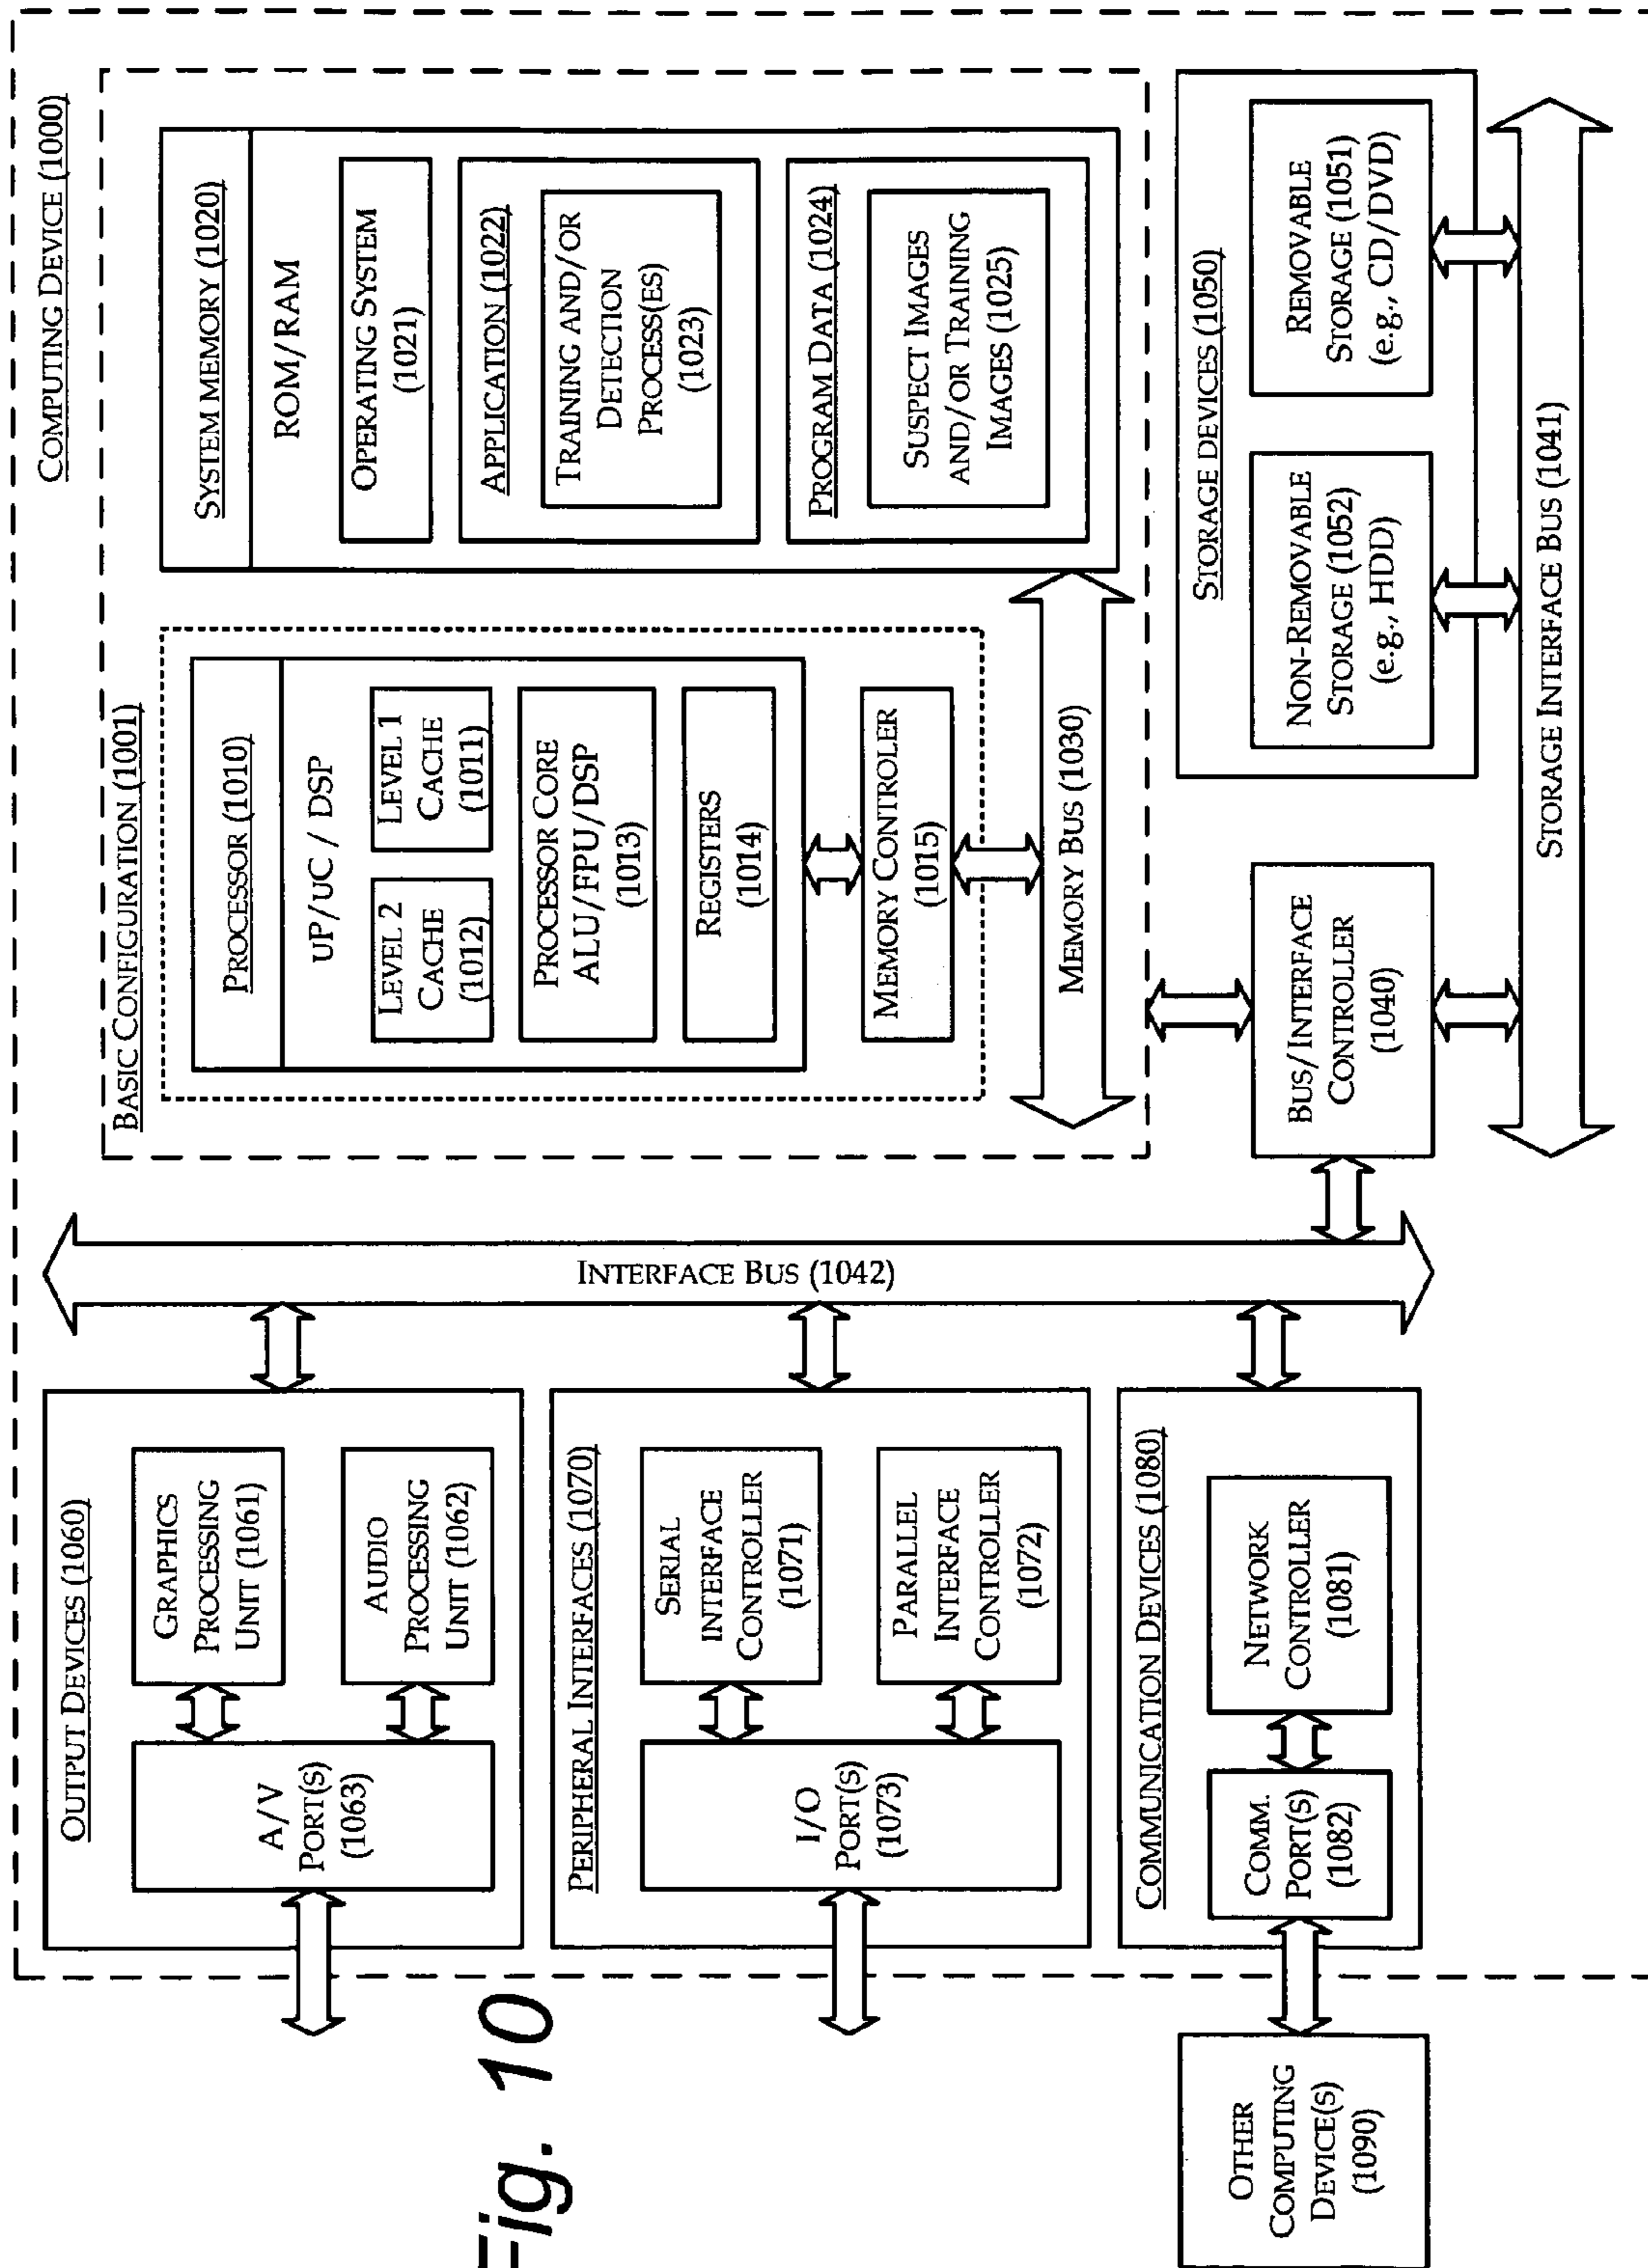 COMPUTING DEVICE (1000)
BASIC CONFIGURATION (1001)
PROCESSOR (1010)
UP/UC / DSP
LEVEL 2
CACHE
(1012)
LEVEL 1
CACHE
(1011)
PROCESSOR CORE
ALU/FPU/DSP
(1013)
REGISTERS
(1014)
MEMORY CONTROLLER
(1015)
MEMORY BUS (1030)
SYSTEM MEMORY (1020)
ROM/RAM
OPERATING SYSTEM
(1021)
APPLICATION (1022)
TRAINING AND/OR
DETECTION
PROCESS(ES)
(1023)
PROGRAM DATA (1024)
SUSPECT IMAGES
AND/OR TRAINING
IMAGES (1025)
OUTPUT DEVICES (1060)
GRAPHICS
PROCESSING
UNIT (1061)
AUDIO
PROCESSING
UNIT (1062)
A/V
PORT(S)
(1063)
INTERFACE BUS (1042)
PERIPHERAL INTERFACES (1070)
SERIAL
INTERFACE
CONTROLLER
(1071)
PARALLEL
INTERFACE
CONTROLLER
(1072)
I/O
PORT(S)
(1073)
COMMUNICATION DEVICES (1080)
NETWORK
CONTROLLER
(1081)
COMM.
PORT(S)
(1082)
OTHER
COMPUTING
DEVICE(S)
(1090)
BUS/INTERFACE
CONTROLLER
(1040)
STORAGE DEVICES (1050)
NON-REMOVABLE
STORAGE (1052)
(e.g., HDD)
REMOVABLE
STORAGE (1051)
(e.g., CD/DVD)
STORAGE INTERFACE BUS (1041)
Fig. 10